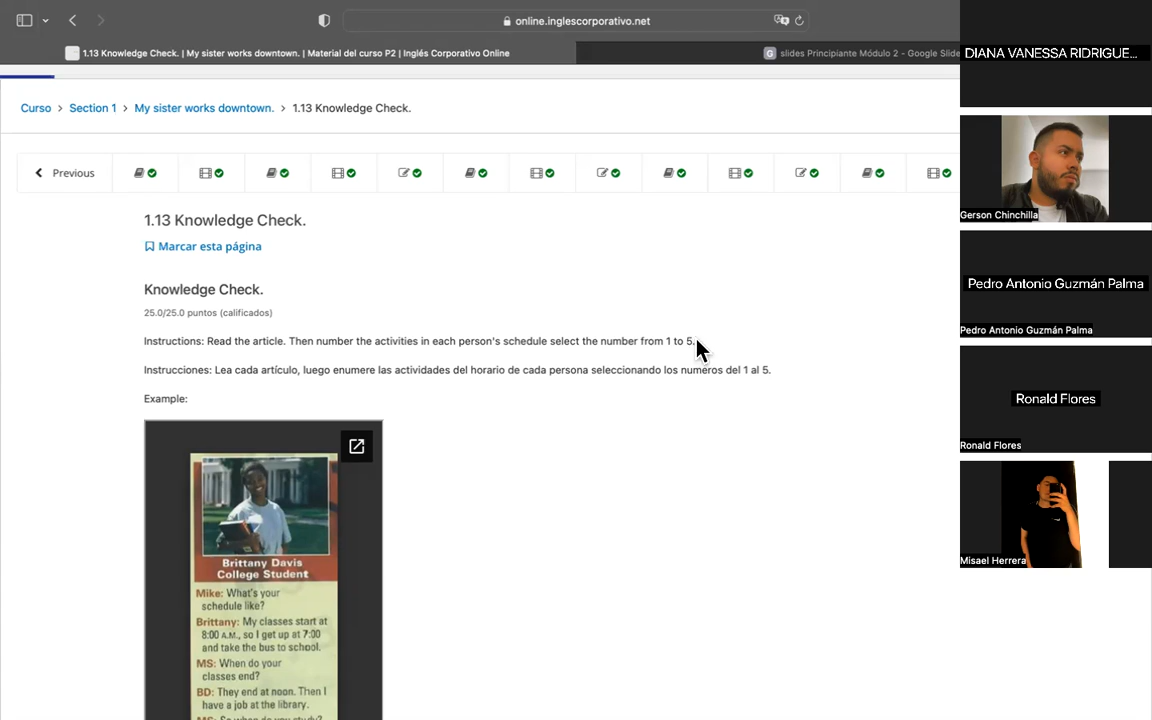 online.inglescorporativo.net
1.13 Knowledge Check. | My sister works downtown. | Material del curso P2 | Inglés Corporativo Online
G
slides Principiante Módulo 2 - Google Slide
Curso > Section 1 > My sister works downtown. > 1.13 Knowledge Check.
Previous
1.13 Knowledge Check.
Marcar esta página
Knowledge Check.
25.0/25.0 puntos (calificados)
Instructions: Read the article. Then number the activities in each person's schedule select the number from 1 to 5.
Instrucciones: Lea cada artículo, luego enumere las actividades del horario de cada persona seleccionando los números del 1 al 5.
Example:
Brittany Davis
College Student
Mike: What's your
schedule like?
Brittany: My classes start at
8:00 A.M., so I get up at 7:00
and take the bus to school.
MS: When do your
classes end?
BD: They end at noon. Then I
have a job at the library.
MS: So when do you study?
DIANA VANESSA RIDRIGUE...
Gerson Chinchilla
Pedro Antonio Guzmán Palma
Pedro Antonio Guzmán Palma
Ronald Flores
Ronald Flores
Misael Herrera